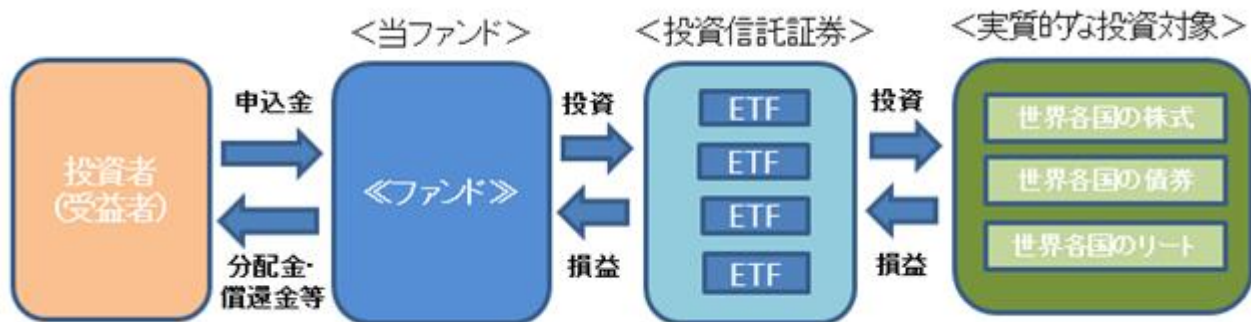 <当ファンド>
<投資信託証券>
<実質的な投資対象>
投資者
(受益者)
申込金
分配金・
償還金等
≪ファンド≫
投資
損益
ETF
ETF
ETF
ETF
投資
損益
世界各国の株式
世界各国の債券
世界各国のリート